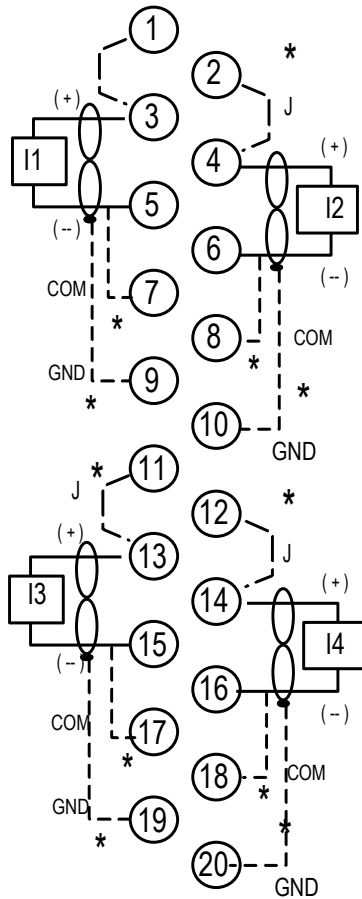 1
2
*
(+)
3
J
I1
4
(+)
(--)
5
I2
6
(--)
COM
7
*
8
COM
*
GND
9
*
*
10
GND
11
*
J
12
*
(+)
13
J
I3
14
(+)
(--)
15
I4
16
(--)
COM
17
*
18
COM
*
GND
19
*
*
20
GND